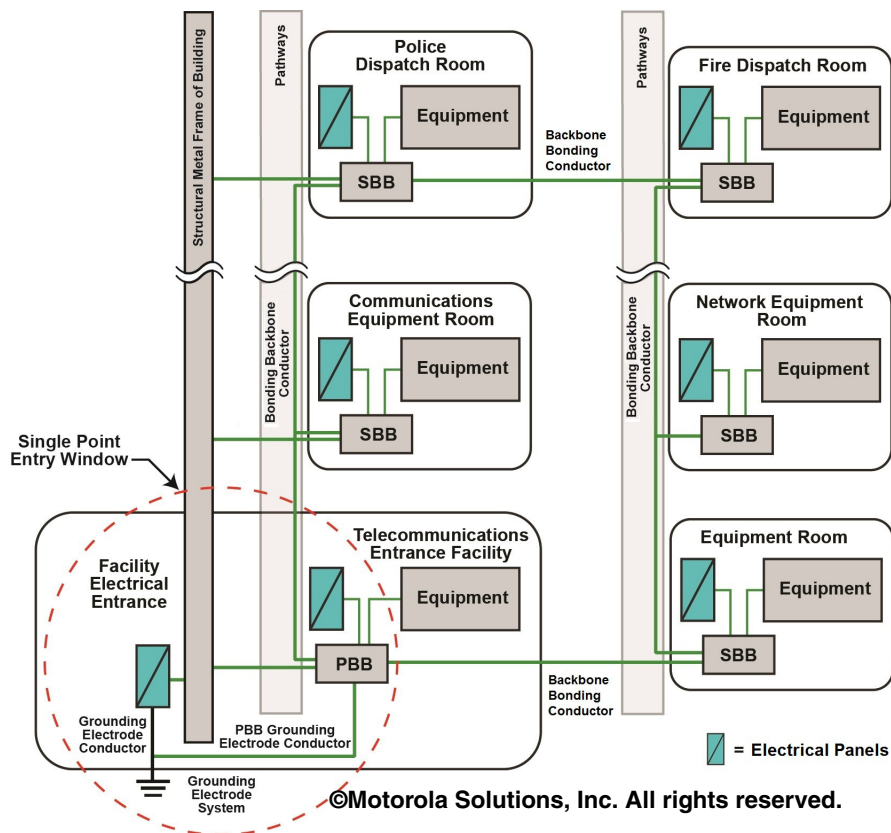 Structural Metal Frame of Building
Pathways
Police
Dispatch Room
Equipment
SBB
Backbone
Bonding
Conductor
Pathways
Fire Dispatch Room
Equipment
SBB
Bonding Backbone
Conductor
Communications
Equipment Room
Equipment
SBB
Bonding Backbone
Conductor
Network Equipment
Room
Equipment
SBB
Single Point
Entry Window
Facility
Electrical
Entrance
Telecommunications
Entrance Facility
Equipment
PBB
Backbone
Bonding
Conductor
Equipment Room
Equipment
SBB
Grounding
Electrode
Conductor
PBB Grounding
Electrode Conductor
Grounding
Electrode
System
= Electrical Panels
©Motorola Solutions, Inc. All rights reserved.